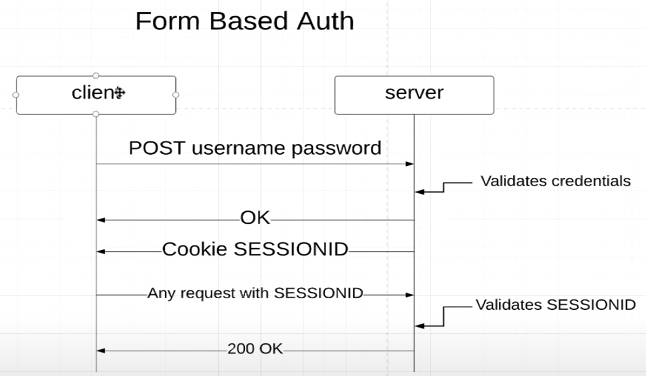 Form Based Auth
client
server
POST username password
Validates credentials
OK
Cookie SESSIONID
Any request with SESSIONID
Validates SESSIONID
200 OK